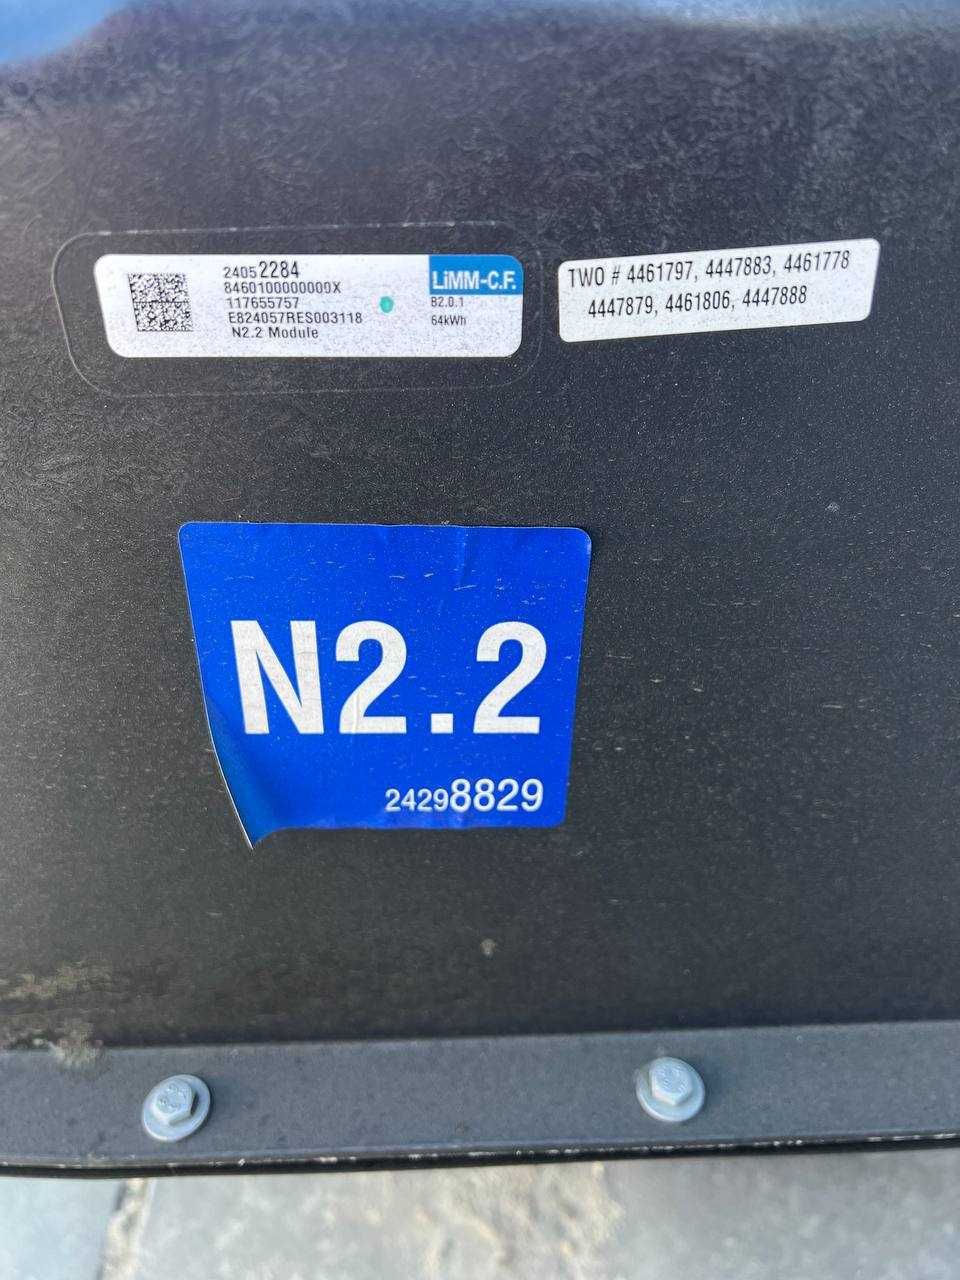 24052284
8460100000000X
117655757
E824057RES003118
N2.2 Module
LiMM-C.F.
B2.0.1
64kWh
TWO # 4461797, 4447883, 4461778
4447879, 4461806, 4447888
N2.2
24298829